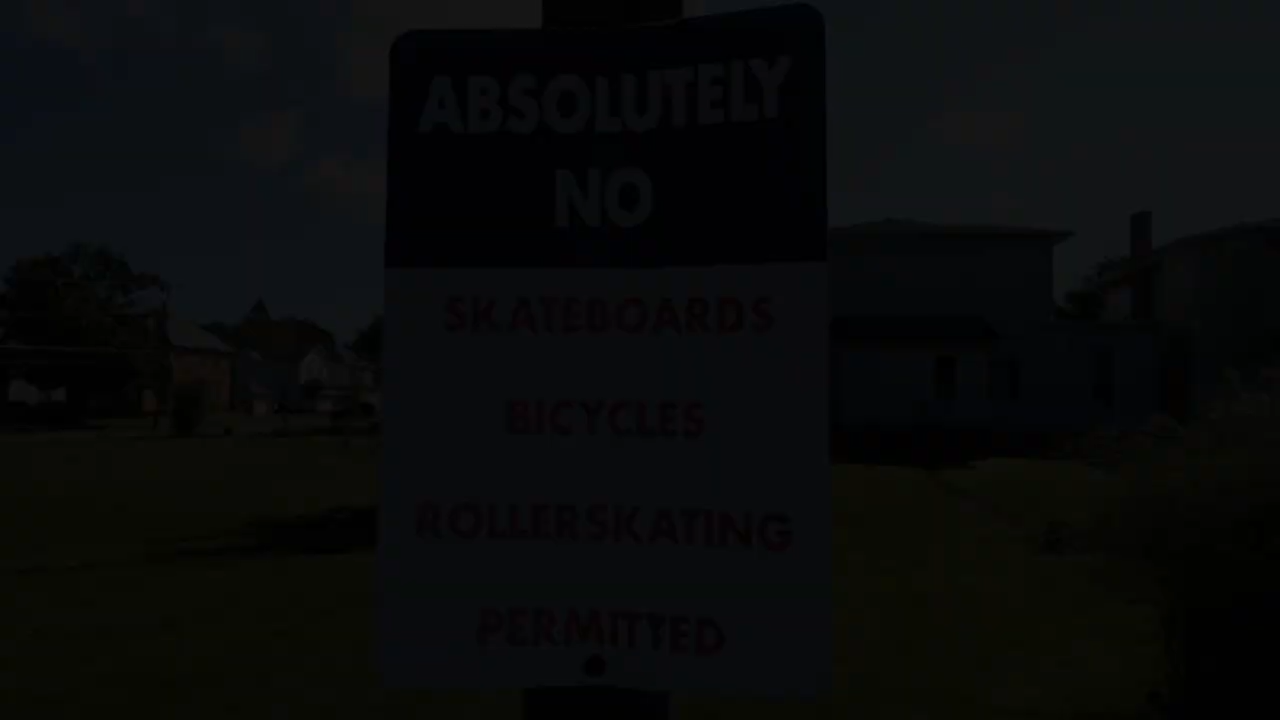 ABSOLUTELY
NO
SKATEBOARDS
BICYCLES
ROLLERSKATING
PERMITTED